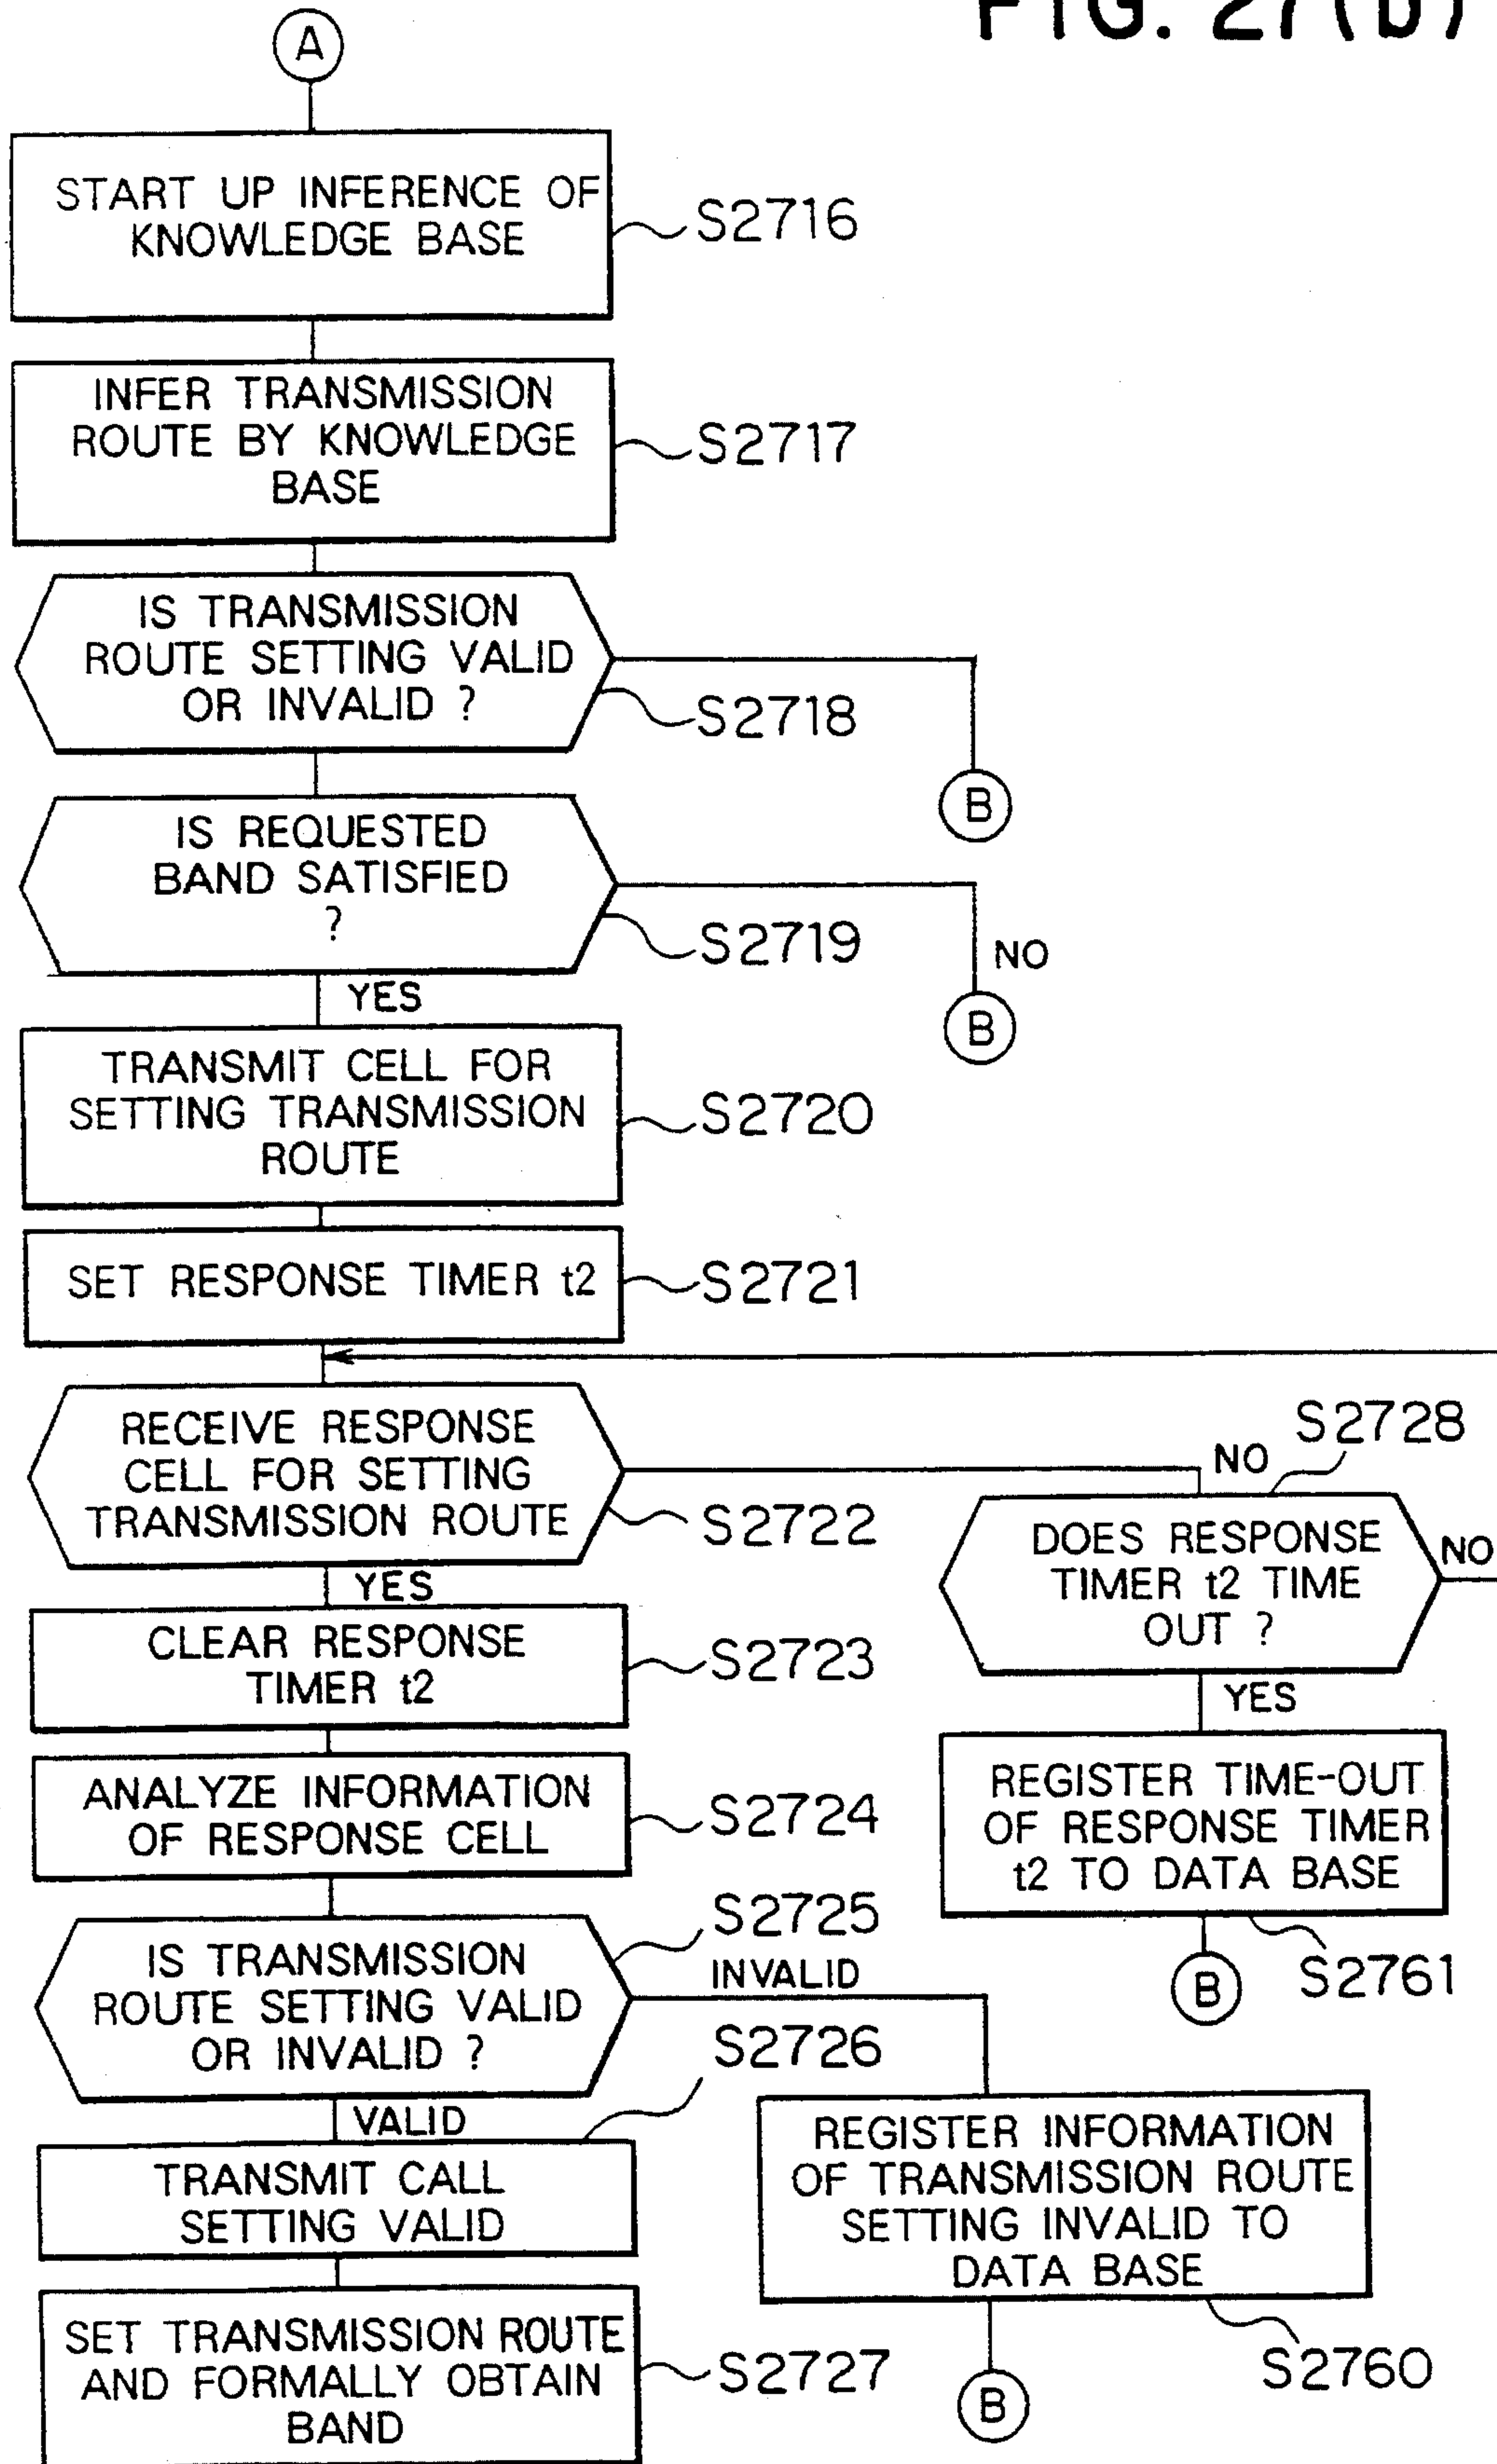 FIG. 27(b)
A
START UP INFERENCE OF
KNOWLEDGE BASE
S2716
INFER TRANSMISSION
ROUTE BY KNOWLEDGE
BASE
S2717
IS TRANSMISSION
ROUTE SETTING VALID
OR INVALID ?
S2718
B
IS REQUESTED
BAND SATISFIED
?
S2719
NO
B
YES
TRANSMIT CELL FOR
SETTING TRANSMISSION
ROUTE
S2720
SET RESPONSE TIMER t2
S2721
RECEIVE RESPONSE
CELL FOR SETTING
TRANSMISSION ROUTE
S2722
NO
S2728
DOES RESPONSE
TIMER t2 TIME
OUT ?
NO
YES
CLEAR RESPONSE
TIMER t2
S2723
YES
REGISTER TIME-OUT
OF RESPONSE TIMER
t2 TO DATA BASE
S2761
B
ANALYZE INFORMATION
OF RESPONSE CELL
S2724
IS TRANSMISSION
ROUTE SETTING VALID
OR INVALID ?
S2725
INVALID
S2726
VALID
TRANSMIT CALL
SETTING VALID
REGISTER INFORMATION
OF TRANSMISSION ROUTE
SETTING INVALID TO
DATA BASE
S2760
B
SET TRANSMISSION ROUTE
AND FORMALLY OBTAIN
BAND
S2727